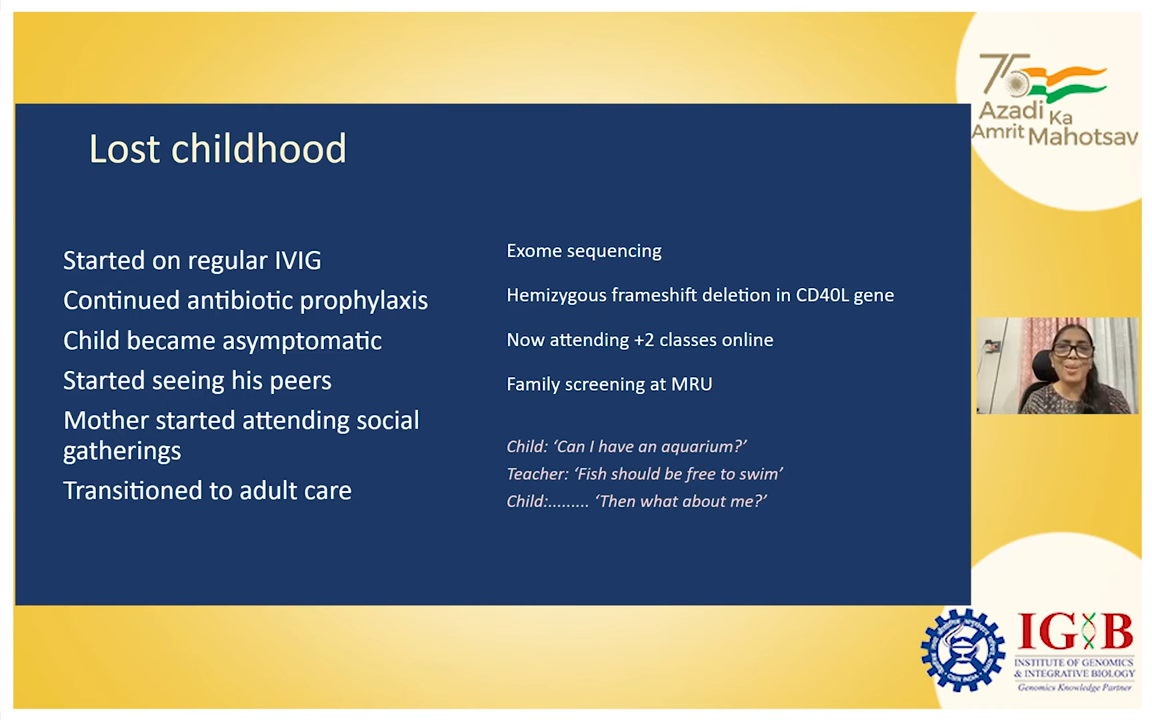 Lost childhood
Started on regular IVIG
Continued antibiotic prophylaxis
Child became asymptomatic
Started seeing his peers
Mother started attending social
gatherings
Transitioned to adult care
Exome sequencing
Hemizygous frameshift deletion in CD40L gene
Now attending +2 classes online
Family screening at MRU
Child: ‘Can I have an aquarium?’
Teacher: ‘Fish should be free to swim’
Child:......... ‘Then what about me?’
75
Azadi Ka
Amrit Mahotsav
IGIB
INSTITUTE OF GENOMICS
& INTEGRATIVE BIOLOGY
Genomics Knowledge Partner
CSIR INDIA